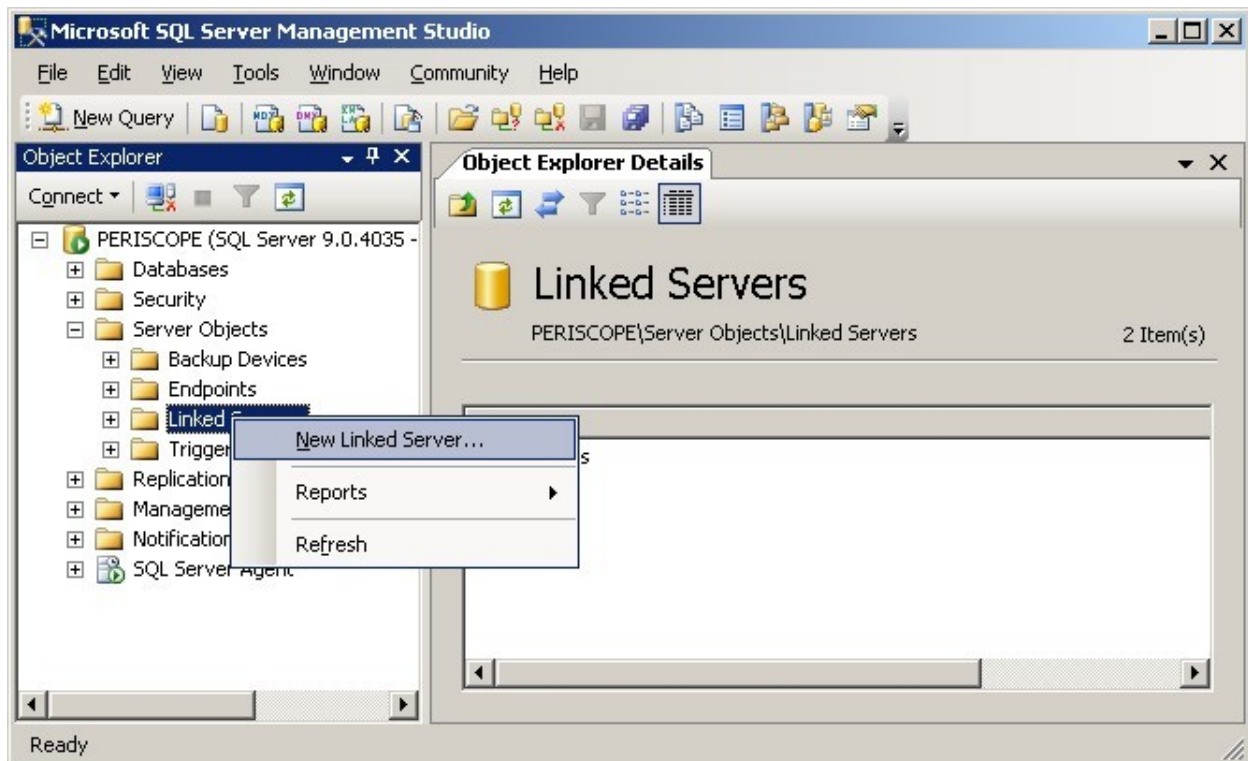 Microsoft SQL Server Management Studio
File Edit View Tools Window Community Help
New Query
Object Explorer
Connect
PERISCOPE (SQL Server 9.0.4035 -
Databases
Security
Server Objects
Backup Devices
Endpoints
Linked
Trigger
Replication
Manageme
Notification
SQL Server Agent
New Linked Server...
Reports
Refresh
Object Explorer Details
Linked Servers
PERISCOPE\Server Objects\Linked Servers 2 Item(s)
s
Ready